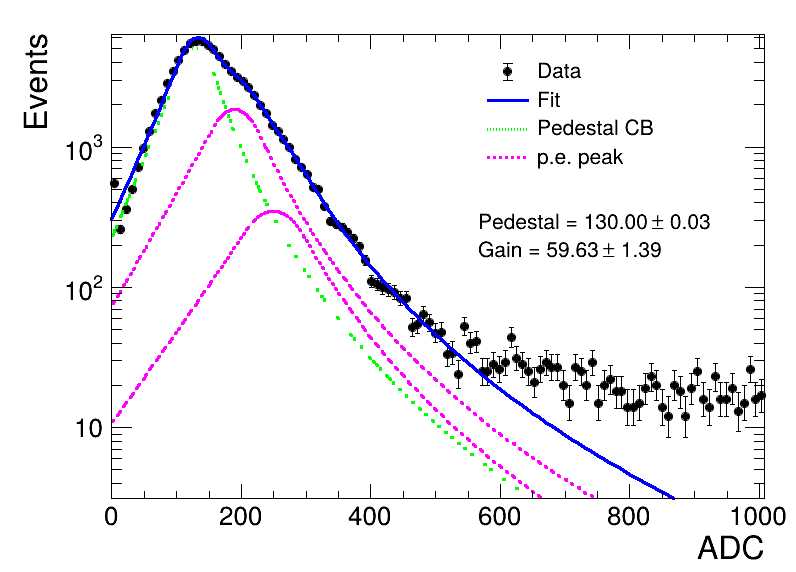 Events
Data
Fit
Pedestal CB
p.e. peak
Pedestal = 130.00 ± 0.03
Gain = 59.63 ± 1.39
10³
10²
10
0 200 400 600 800 1000
ADC